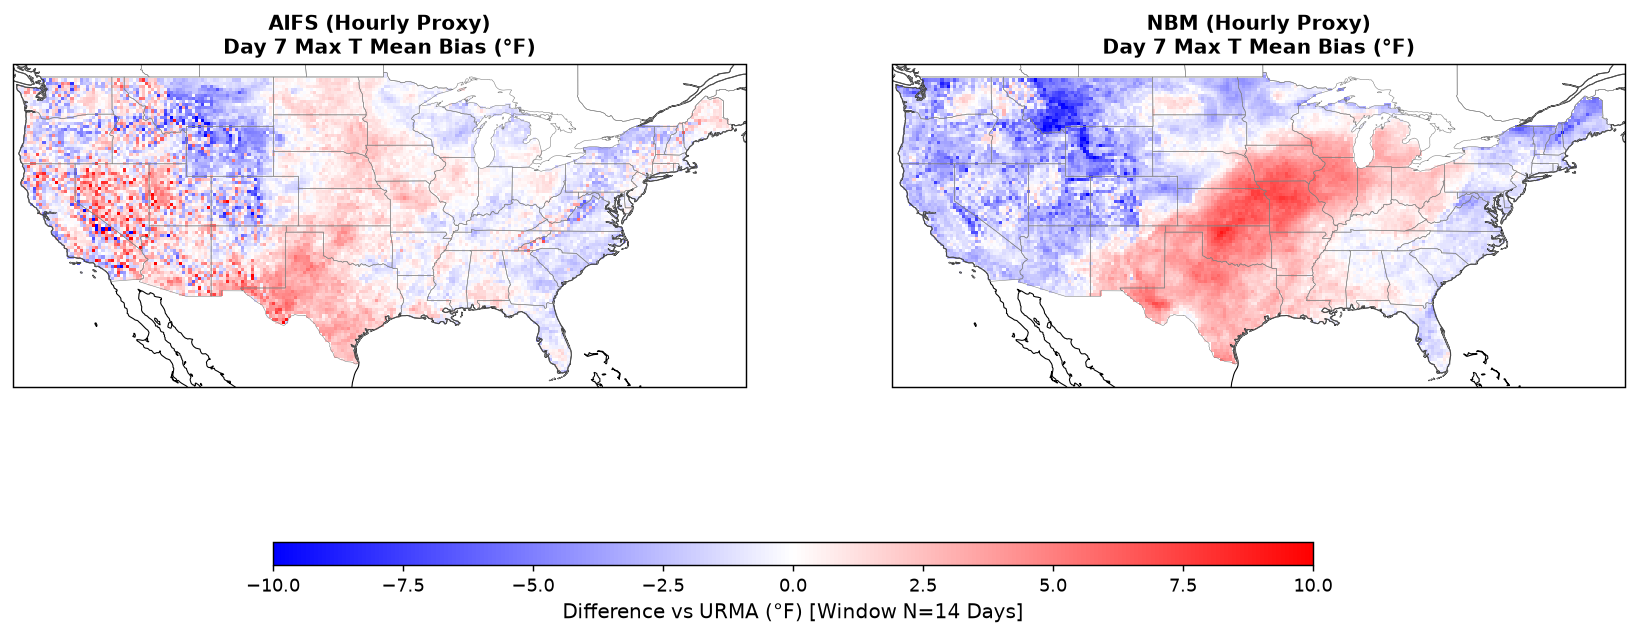 AIFS (Hourly Proxy)
Day 7 Max T Mean Bias (°F)
NBM (Hourly Proxy)
Day 7 Max T Mean Bias (°F)
−10.0 −7.5 −5.0 −2.5 0.0 2.5 5.0 7.5 10.0
Difference vs URMA (°F) [Window N=14 Days]